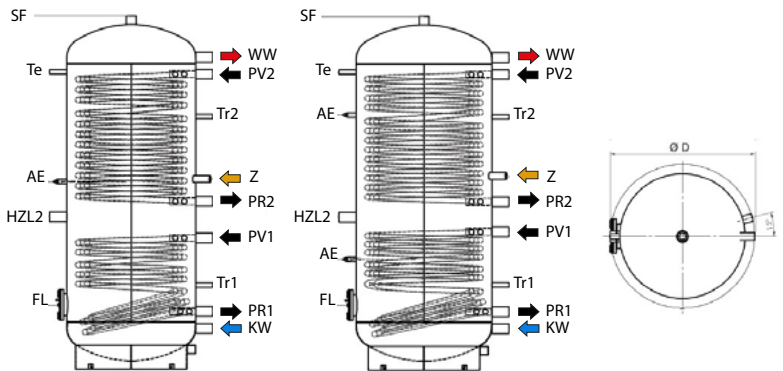 SF
WW
Te
PV2
Tr2
AE
Z
PR2
HZL2
PV1
Tr1
FL
PR1
KW
SF
WW
Te
PV2
AE
Tr2
Z
PR2
HZL2
PV1
AE
Tr1
FL
PR1
KW
Ø D